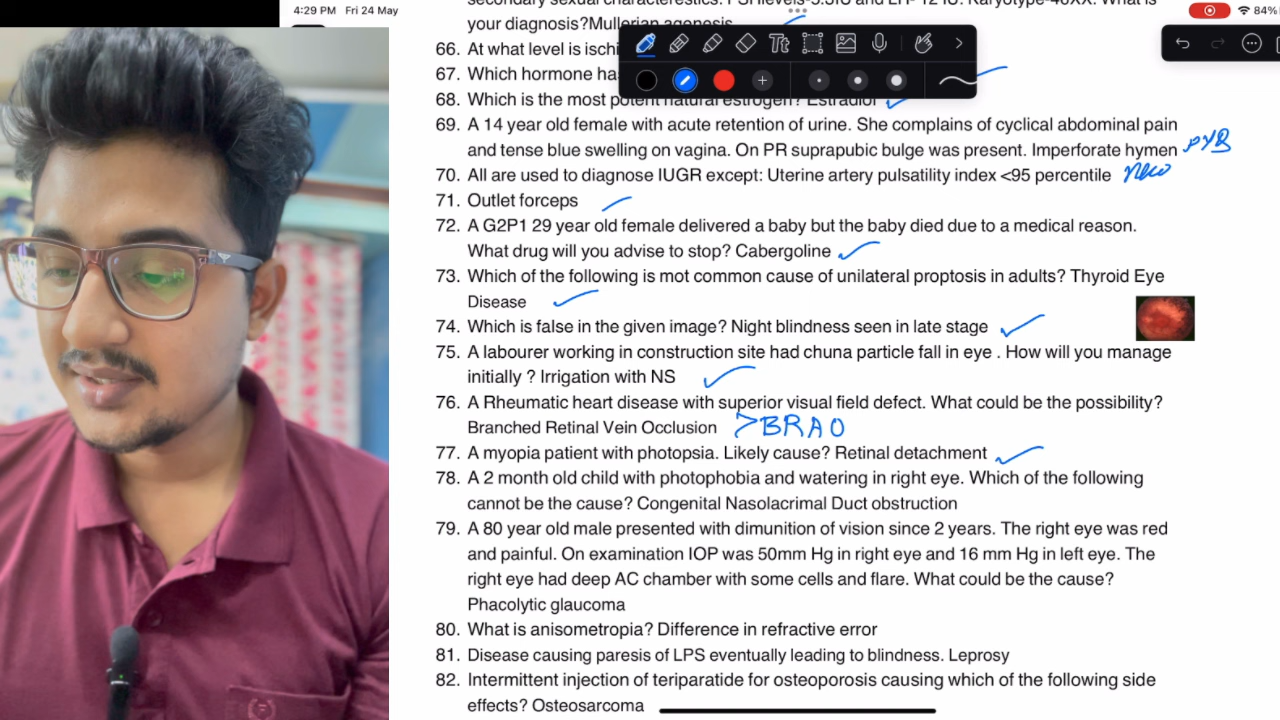 4:29 PM Fri 24 May
84%
your diagnosis?Mullerian agenesis
66. At what level is ischi
67. Which hormone has
68. Which is the most potent natural estrogen? Estradiol
69. A 14 year old female with acute retention of urine. She complains of cyclical abdominal pain
and tense blue swelling on vagina. On PR suprapubic bulge was present. Imperforate hymen PYQ
70. All are used to diagnose IUGR except: Uterine artery pulsatility index <95 percentile New
71. Outlet forceps
72. A G2P1 29 year old female delivered a baby but the baby died due to a medical reason.
What drug will you advise to stop? Cabergoline
73. Which of the following is mot common cause of unilateral proptosis in adults? Thyroid Eye
Disease
74. Which is false in the given image? Night blindness seen in late stage
75. A labourer working in construction site had chuna particle fall in eye . How will you manage
initially ? Irrigation with NS
76. A Rheumatic heart disease with superior visual field defect. What could be the possibility?
Branched Retinal Vein Occlusion > BRAO
77. A myopia patient with photopsia. Likely cause? Retinal detachment
78. A 2 month old child with photophobia and watering in right eye. Which of the following
cannot be the cause? Congenital Nasolacrimal Duct obstruction
79. A 80 year old male presented with dimunition of vision since 2 years. The right eye was red
and painful. On examination IOP was 50mm Hg in right eye and 16 mm Hg in left eye. The
right eye had deep AC chamber with some cells and flare. What could be the cause?
Phacolytic glaucoma
80. What is anisometropia? Difference in refractive error
81. Disease causing paresis of LPS eventually leading to blindness. Leprosy
82. Intermittent injection of teriparatide for osteoporosis causing which of the following side
effects? Osteosarcoma